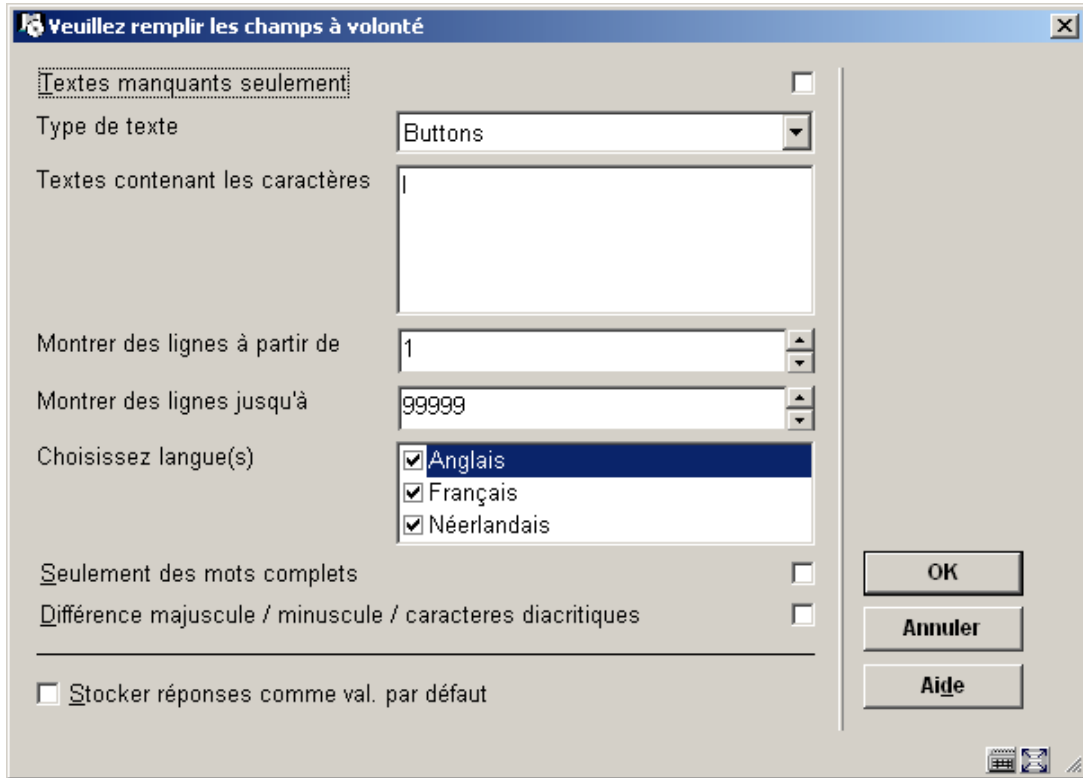 Veuillez remplir les champs à volonté
Textes manquants seulement
Type de texte
Buttons
Textes contenant les caractères
Montrer des lignes à partir de
1
Montrer des lignes jusqu'à
99999
Choisissez langue(s)
Anglais
Français
Néerlandais
Seulement des mots complets
Différence majuscule / minuscule / caracteres diacritiques
Stocker réponses comme val. par défaut
OK
Annuler
Aide